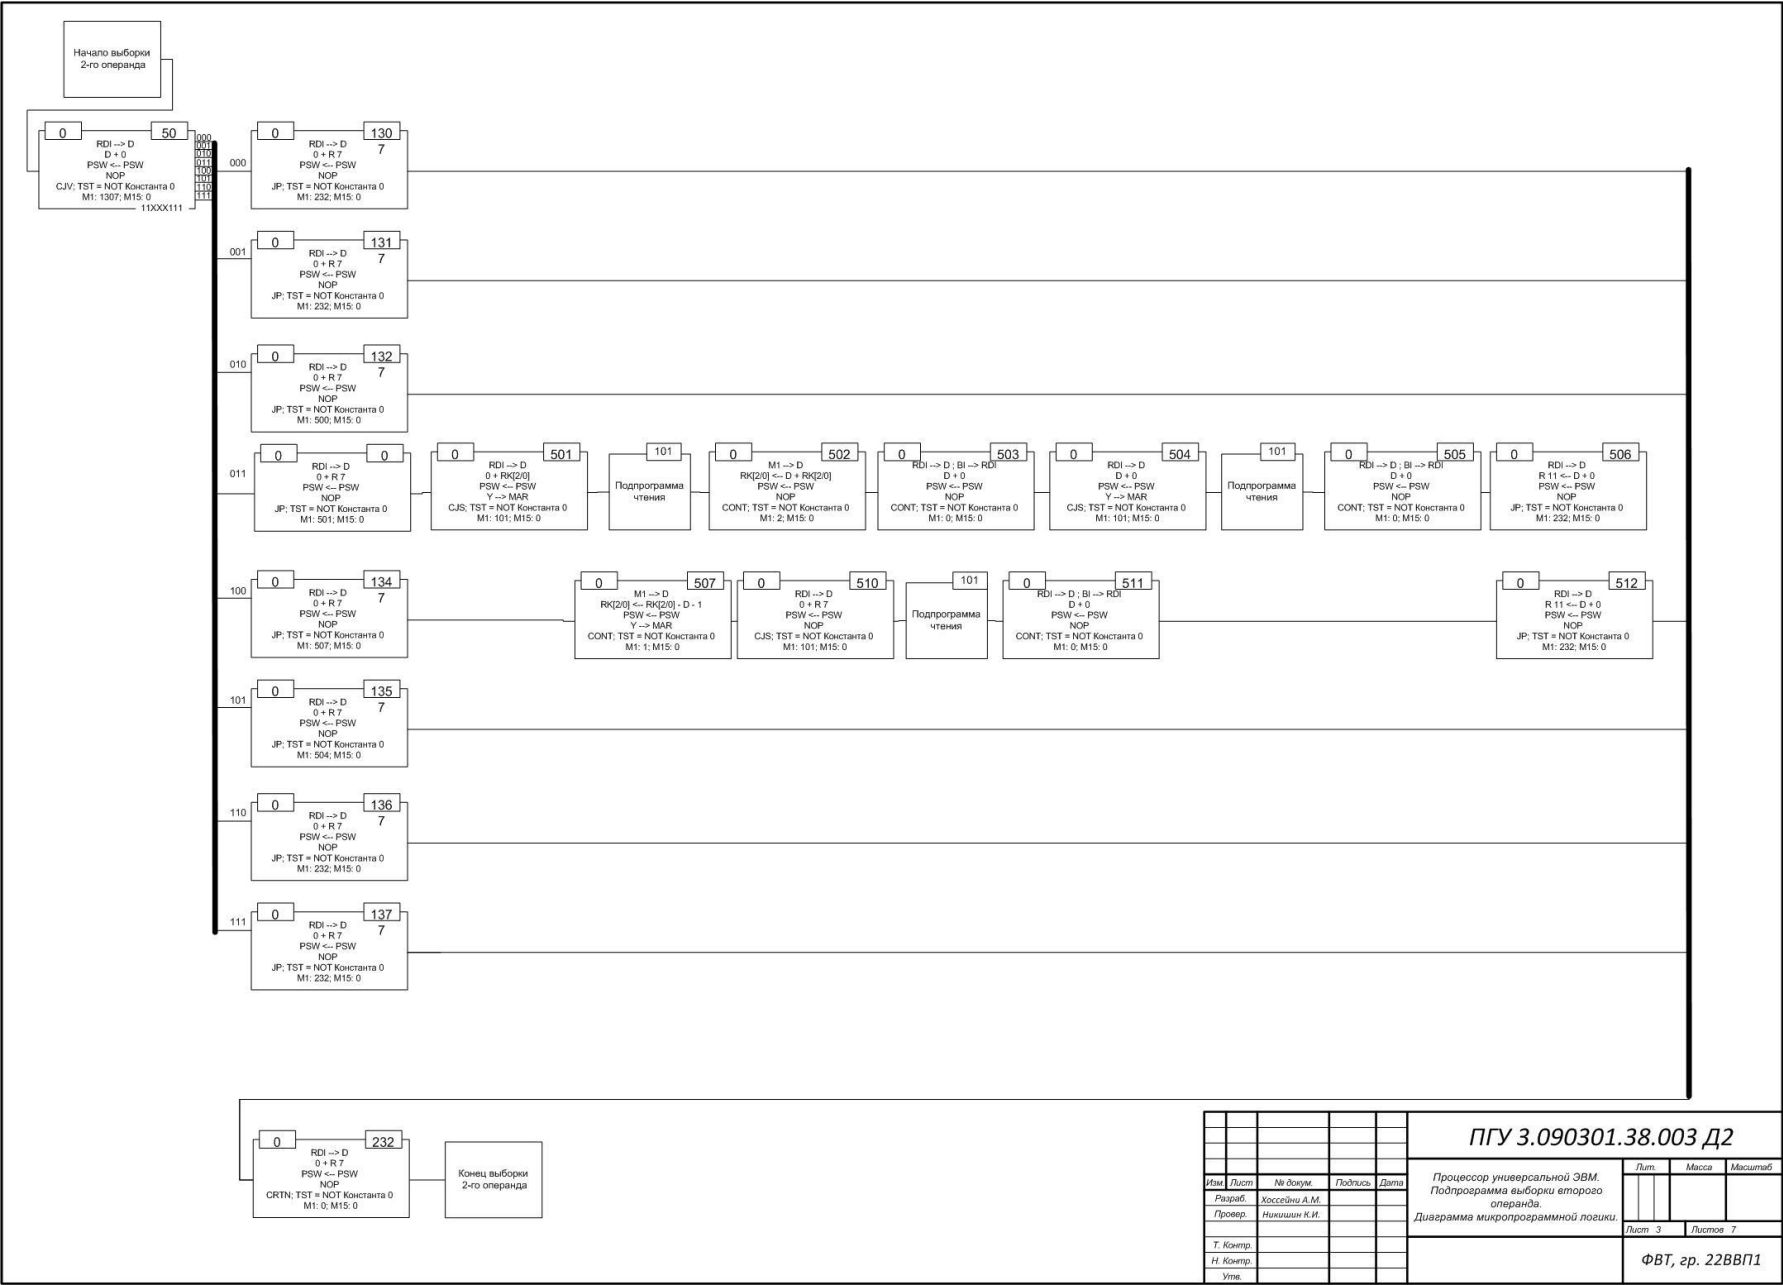 Начало выборки
2-го операнда
0
50
RDI --> D
D + 0
PSW <-- PSW
NOP
CJV; TST = NOT Константа 0
M1: 1307; M15: 0
11XXX111
000
001
010
011
100
101
110
111
000
0
130
7
RDI --> D
0 + R 7
PSW <-- PSW
NOP
JP; TST = NOT Константа 0
M1: 232; M15: 0
001
0
131
7
RDI --> D
0 + R 7
PSW <-- PSW
NOP
JP; TST = NOT Константа 0
M1: 232; M15: 0
010
0
132
7
RDI --> D
0 + R 7
PSW <-- PSW
NOP
JP; TST = NOT Константа 0
M1: 500; M15: 0
011
0
0
RDI --> D
0 + R 7
PSW <-- PSW
NOP
JP; TST = NOT Константа 0
M1: 501; M15: 0
0
501
RDI --> D
0 + RK[2/0]
PSW <-- PSW
Y --> MAR
CJS; TST = NOT Константа 0
M1: 101; M15: 0
101
Подпрограмма
чтения
0
502
M1 --> D
RK[2/0] <-- D + RK[2/0]
PSW <-- PSW
NOP
CONT; TST = NOT Константа 0
M1: 2; M15: 0
0
503
RDI --> D ; BI --> RDI
D + 0
PSW <-- PSW
NOP
CONT; TST = NOT Константа 0
M1: 0; M15: 0
0
504
RDI --> D
D + 0
PSW <-- PSW
Y --> MAR
CJS; TST = NOT Константа 0
M1: 101; M15: 0
101
Подпрограмма
чтения
0
505
RDI --> D ; BI --> RDI
D + 0
PSW <-- PSW
NOP
CONT; TST = NOT Константа 0
M1: 0; M15: 0
0
506
RDI --> D
R 11 <-- D + 0
PSW <-- PSW
NOP
JP; TST = NOT Константа 0
M1: 232; M15: 0
100
0
134
7
RDI --> D
0 + R 7
PSW <-- PSW
NOP
JP; TST = NOT Константа 0
M1: 507; M15: 0
0
507
M1 --> D
RK[2/0] <-- RK[2/0] - D - 1
PSW <-- PSW
Y --> MAR
CONT; TST = NOT Константа 0
M1: 1; M15: 0
0
510
RDI --> D
0 + R 7
PSW <-- PSW
NOP
CJS; TST = NOT Константа 0
M1: 101; M15: 0
101
Подпрограмма
чтения
0
511
RDI --> D ; BI --> RDI
D + 0
PSW <-- PSW
NOP
CONT; TST = NOT Константа 0
M1: 0; M15: 0
0
512
RDI --> D
R 11 <-- D + 0
PSW <-- PSW
NOP
JP; TST = NOT Константа 0
M1: 232; M15: 0
101
0
135
7
RDI --> D
0 + R 7
PSW <-- PSW
NOP
JP; TST = NOT Константа 0
M1: 504; M15: 0
110
0
136
7
RDI --> D
0 + R 7
PSW <-- PSW
NOP
JP; TST = NOT Константа 0
M1: 232; M15: 0
111
0
137
7
RDI --> D
0 + R 7
PSW <-- PSW
NOP
JP; TST = NOT Константа 0
M1: 232; M15: 0
0
232
RDI --> D
0 + R 7
PSW <-- PSW
NOP
CRTN; TST = NOT Константа 0
M1: 0; M15: 0
Конец выборки
2-го операнда
ПГУ 3.090301.38.003 Д2
Изм. Лист № докум. Подпись Дата
Разраб. Хоссейни А.М.
Провер. Никишин К.И.
Т. Контр.
Н. Контр.
Утв.
Процессор универсальной ЭВМ.
Подпрограмма выборки второго
операнда.
Диаграмма микропрограммной логики.
Лит. Масса Масштаб
Лист 3 Листов 7
ФВТ, гр. 22ВВП1